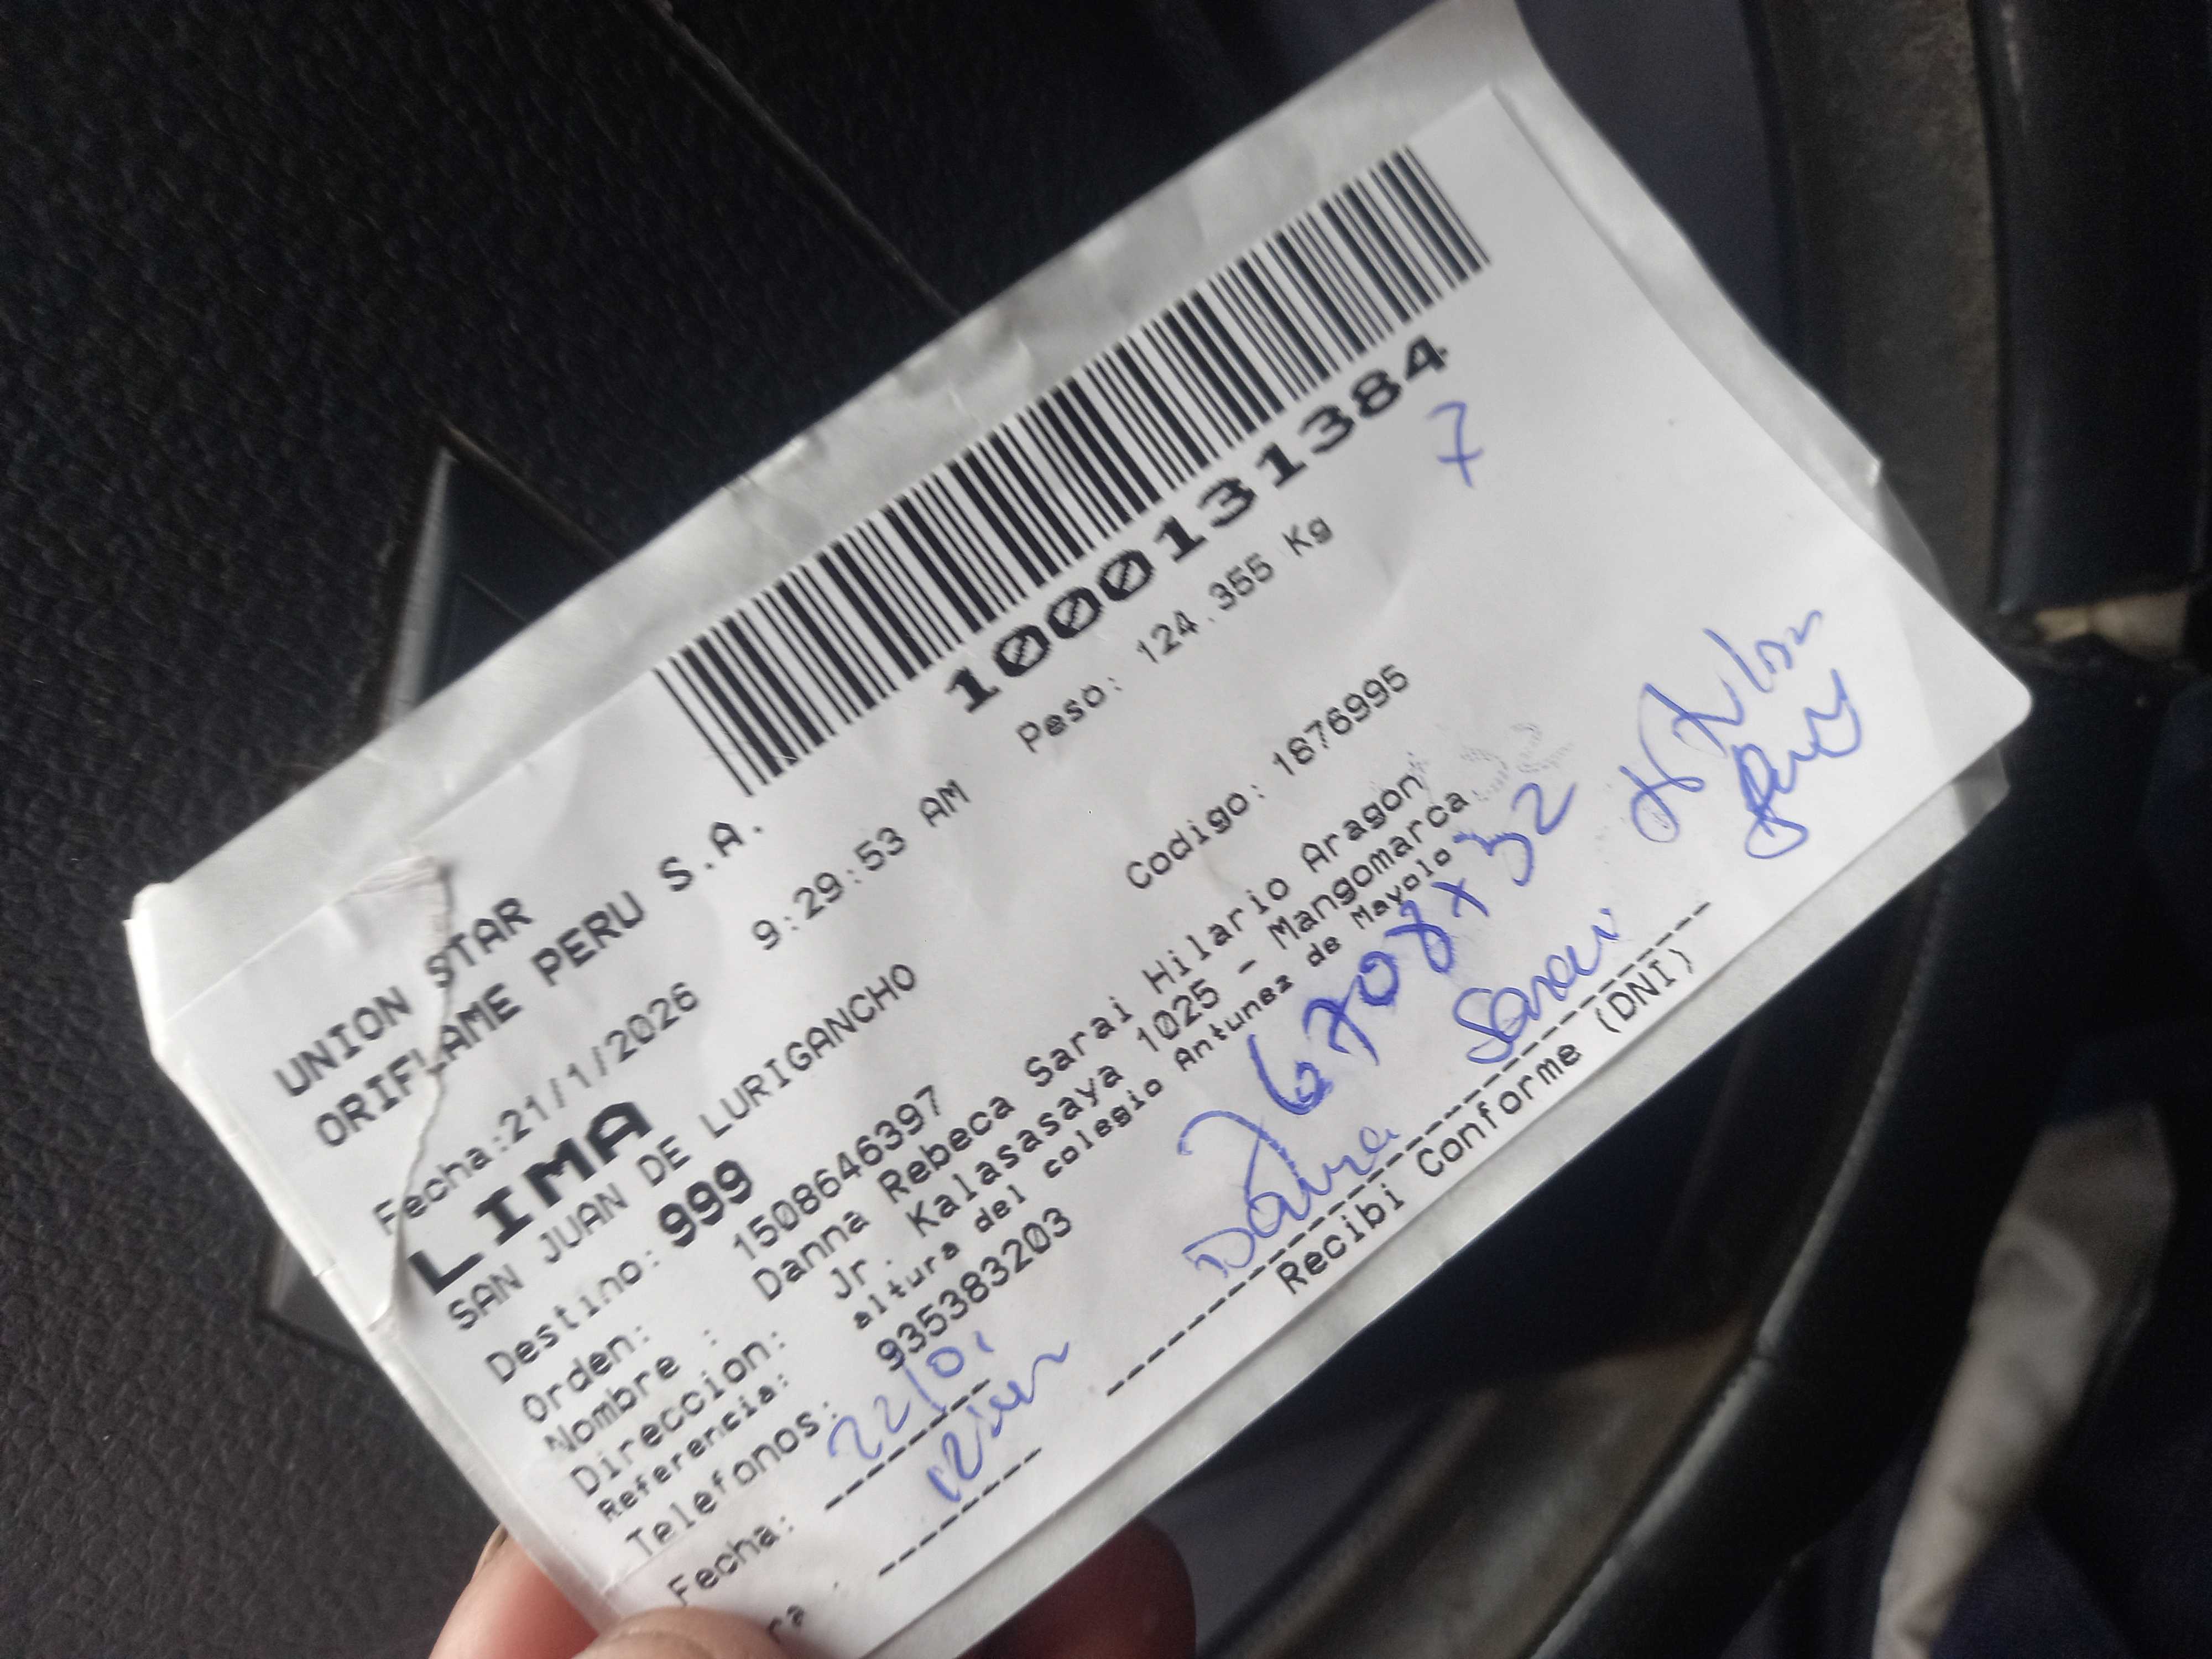 1000131384
7
UNION STAR
ORIFLAME PERU S.A.
Fecha:21/1/2026 9:29:53 AM Peso: 124.355 Kg
LIMA
SAN JUAN DE LURIGANCHO
Destino: 999
Orden: 1508646397 Codigo: 1876995
Nombre : Danna Rebeca Sarai Hilario Aragon
Direccion: Jr. Kalasasaya 1025 - Mangomarca
Referencia: altura del colegio Antunez de Mayolo
Telefonos: 935383203
Fecha: 22/01
Sarai
Recibi Conforme (DNI)